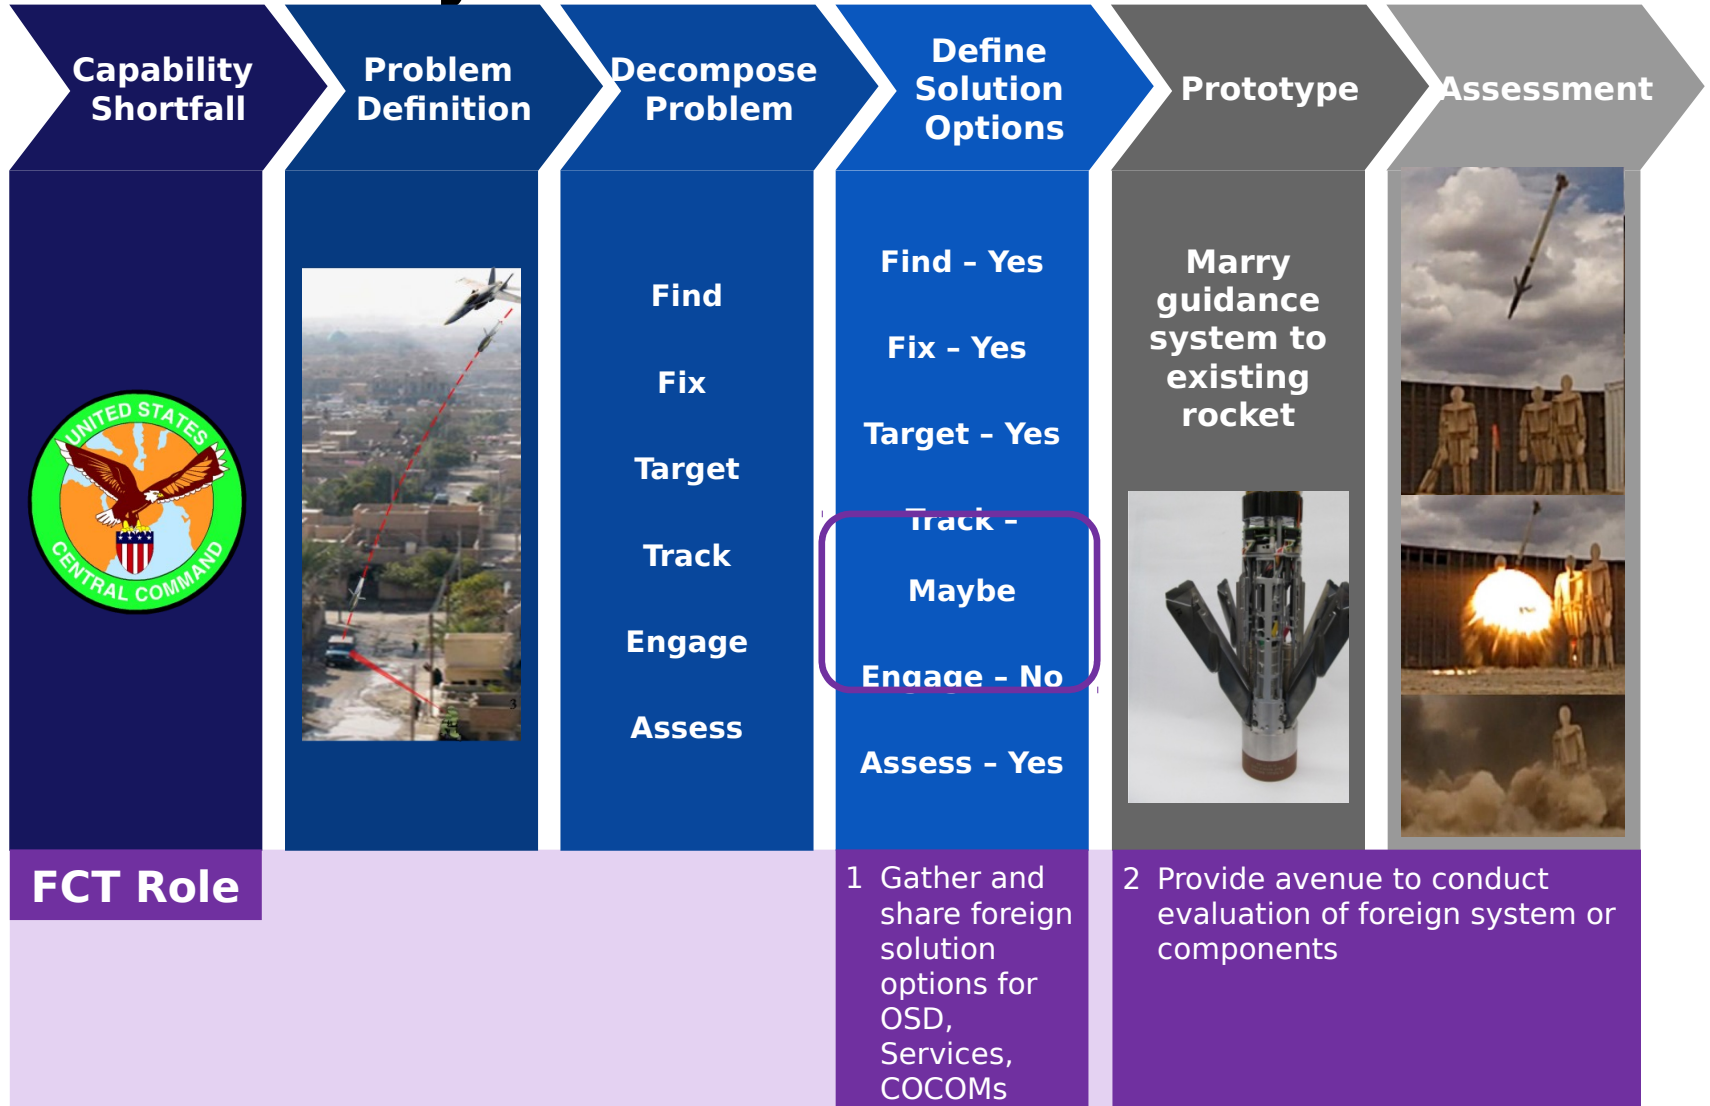 Capability
Shortfall
Problem
Definition
Decompose
Problem
Define
Solution
Options
Prototype
Assessment
UNITED STATES
CENTRAL COMMAND
3
Find
Fix
Target
Track
Engage
Assess
Find – Yes
Fix – Yes
Target – Yes
Track –
Maybe
Engage – No
Assess – Yes
Marry
guidance
system to
existing
rocket
FCT Role
1 Gather and
share foreign
solution
options for
OSD,
Services,
COCOMs
2 Provide avenue to conduct
evaluation of foreign system or
components